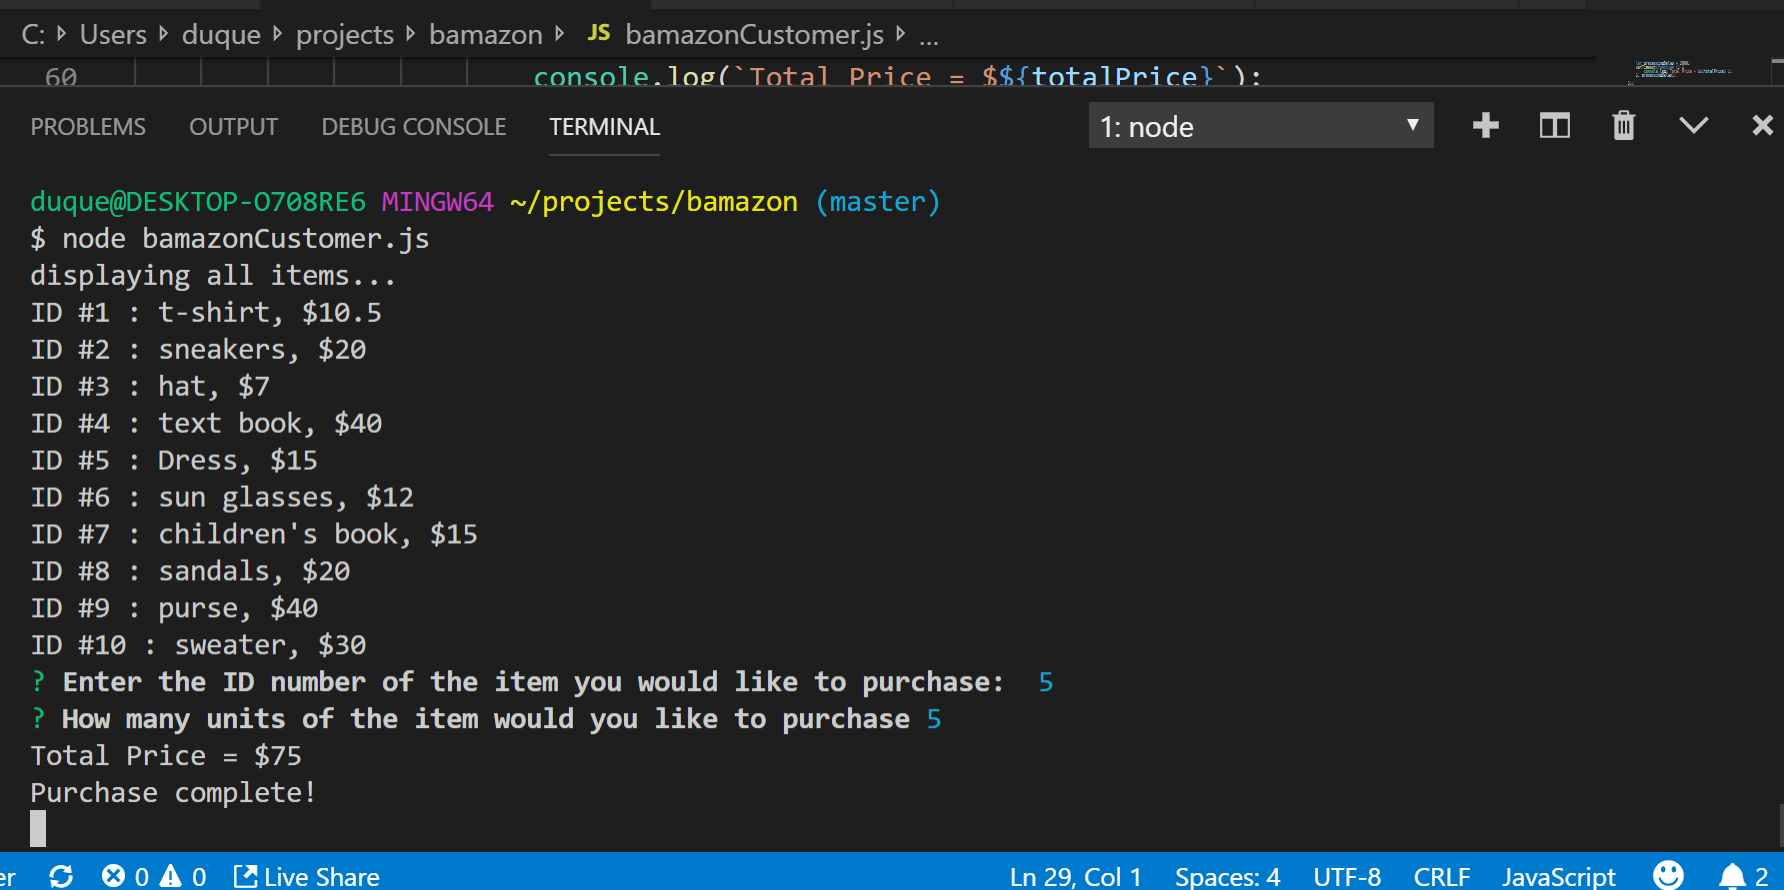 C: Users duque projects bamazon JS bamazonCustomer.js ...
60 console.log(`Total Price = $${totalPrice}`);
PROBLEMS OUTPUT DEBUG CONSOLE TERMINAL 1: node
duque@DESKTOP-O708RE6 MINGW64 ~/projects/bamazon (master)
$ node bamazonCustomer.js
displaying all items...
ID #1 : t-shirt, $10.5
ID #2 : sneakers, $20
ID #3 : hat, $7
ID #4 : text book, $40
ID #5 : Dress, $15
ID #6 : sun glasses, $12
ID #7 : children's book, $15
ID #8 : sandals, $20
ID #9 : purse, $40
ID #10 : sweater, $30
? Enter the ID number of the item you would like to purchase: 5
? How many units of the item would you like to purchase 5
Total Price = $75
Purchase complete!
er 0 0 Live Share Ln 29, Col 1 Spaces: 4 UTF-8 CRLF JavaScript 2